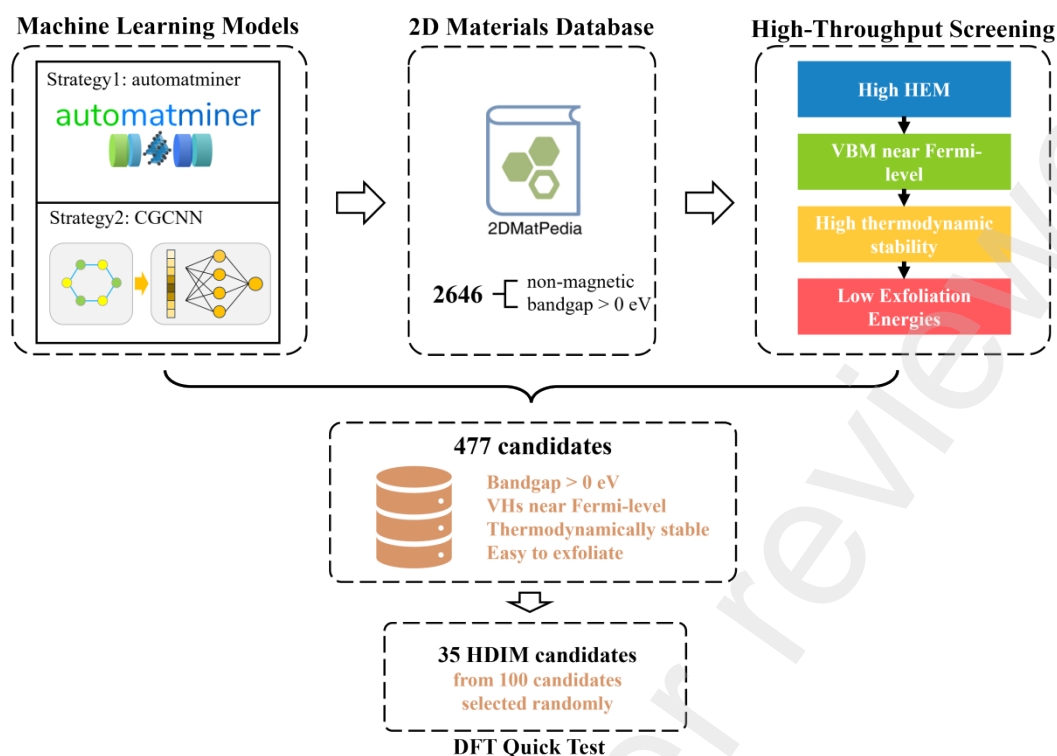 Machine Learning Models
Strategy1: automatminer
automatminer
Strategy2: CGCNN
2D Materials Database
2DMatPedia
2646
non-magnetic
bandgap > 0 eV
High-Throughput Screening
High HEM
VBM near Fermi-
level
High thermodynamic
stability
Low Exfoliation
Energies
477 candidates
Bandgap > 0 eV
VHs near Fermi-level
Thermodynamically stable
Easy to exfoliate
35 HDIM candidates
from 100 candidates
selected randomly
DFT Quick Test
er review